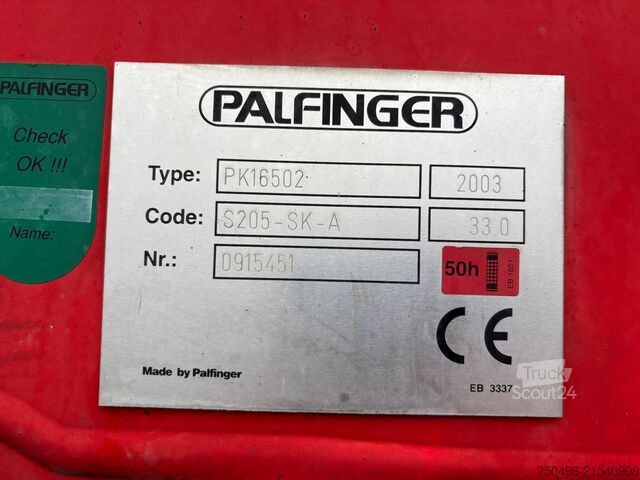 PALFINGER
Check
OK !!!
Name:
PALFINGER
Type: PK16502 2003
Code: S205-SK-A 33 0
Nr.: 0915451
50h
EB 1651
CE
Made by Palfinger
EB 3337
Truck
Scout24
250496-21540908